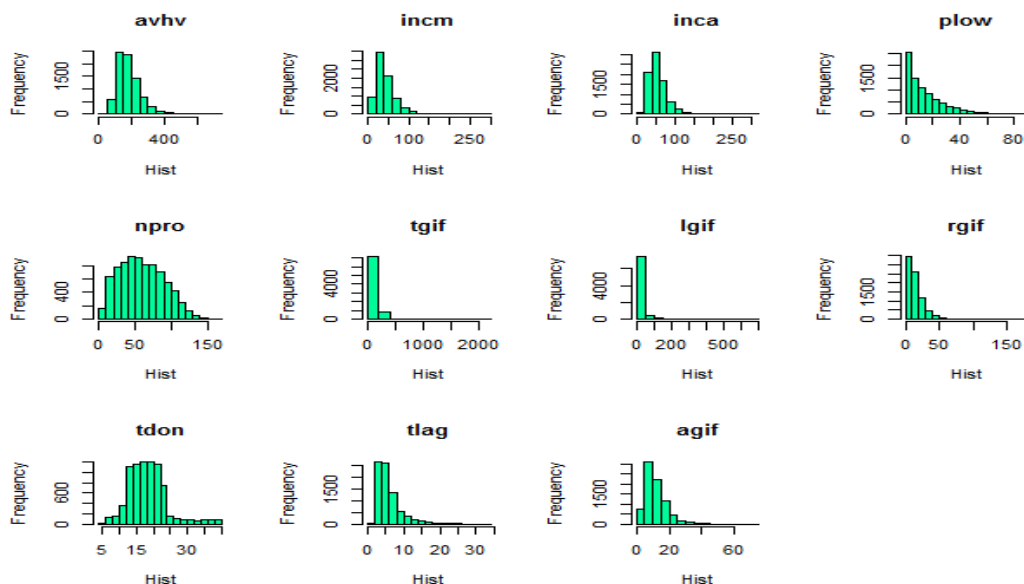 avhv incm inca plow
Frequency 0 1500 Frequency 0 2000 Frequency 0 1500 Frequency 0 1500
0 400 0 100 250 0 100 250 0 40 80
Hist Hist Hist Hist
npro tgif lgif rgif
Frequency 0 400 Frequency 0 4000 Frequency 0 4000 Frequency 0 1500
0 50 150 0 1000 2000 0 200 500 0 50 150
Hist Hist Hist Hist
tdon tlag agif
Frequency 0 600 Frequency 0 1500 Frequency 0 1500
5 15 30 0 10 20 30 0 20 60
Hist Hist Hist